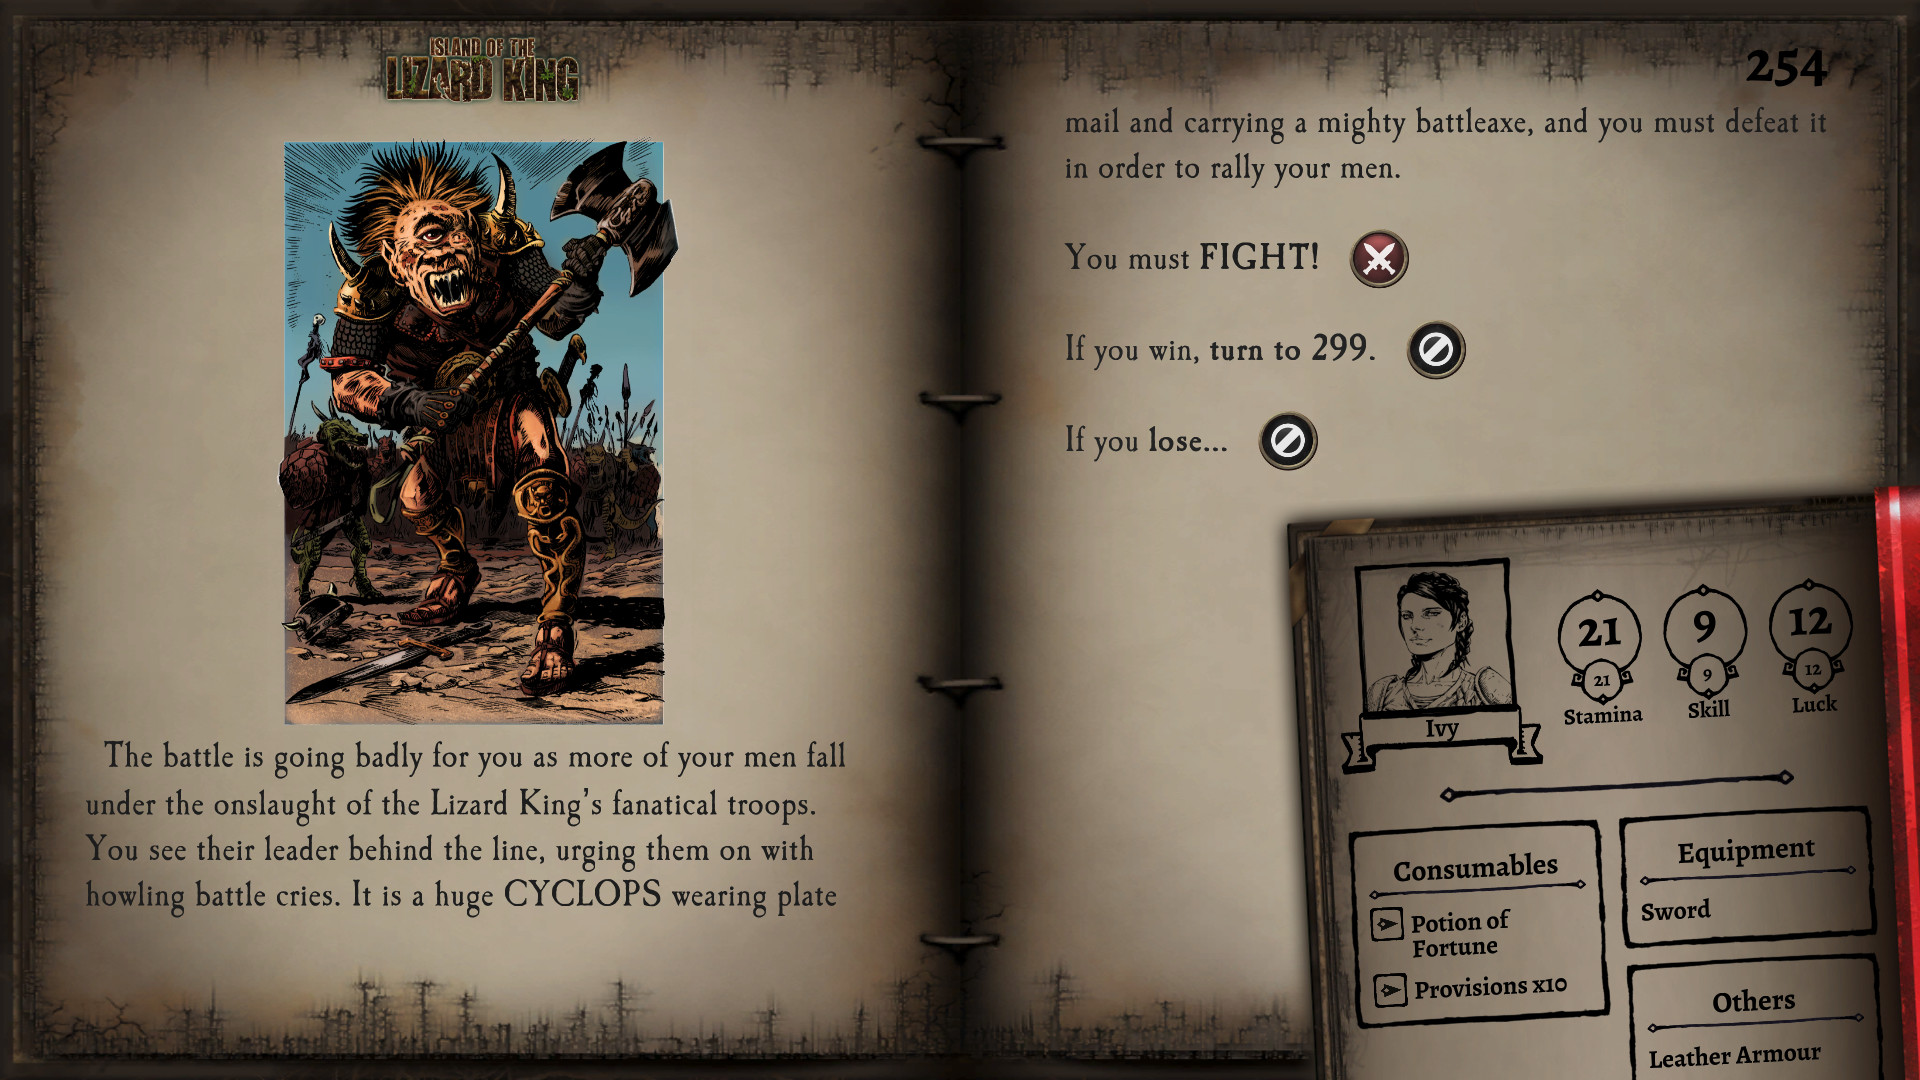 ISLAND OF THE
LIZARD KING
The battle is going badly for you as more of your men fall
under the onslaught of the Lizard King's fanatical troops.
You see their leader behind the line, urging them on with
howling battle cries. It is a huge CYCLOPS wearing plate
254
mail and carrying a mighty battleaxe, and you must defeat it
in order to rally your men.
You must FIGHT!
If you win, turn to 299.
If you lose...
Ivy
21
21
Stamina
9
9
Skill
12
12
Luck
Consumables
Potion of
Fortune
Provisions x10
Equipment
Sword
Others
Leather Armour